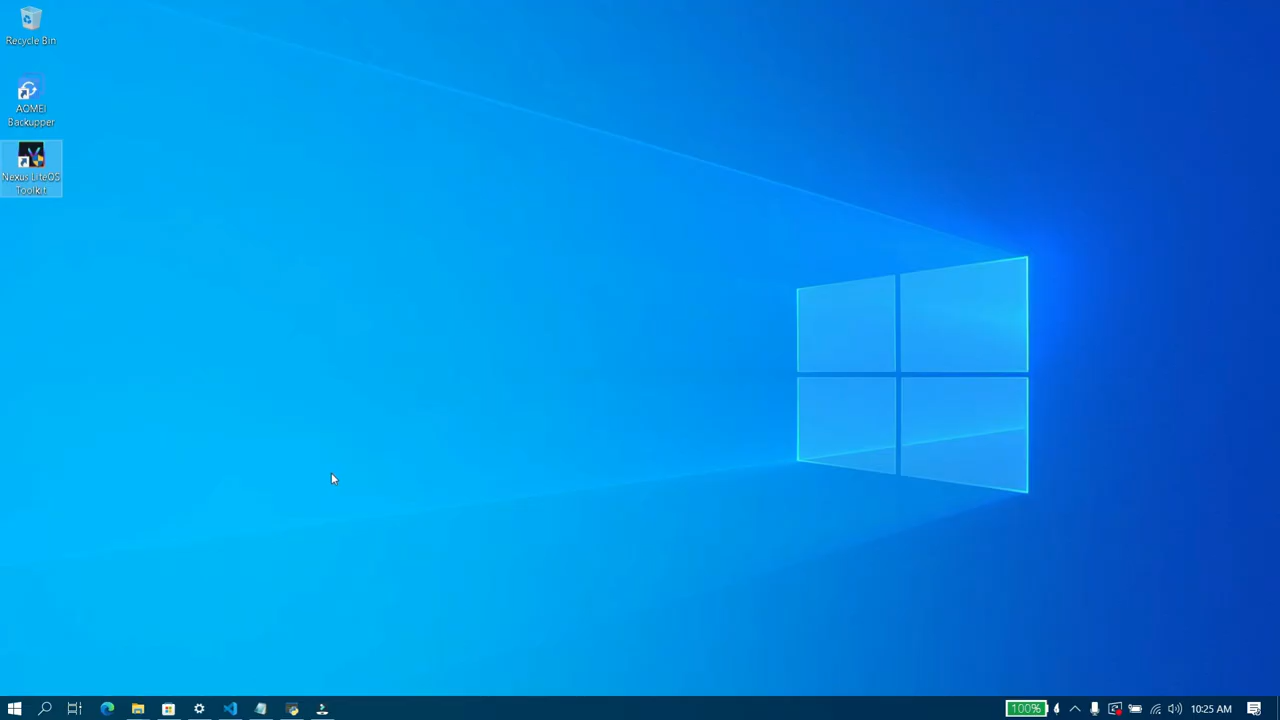 Recycle Bin
AOMEI
Backupper
Nexus LiteOS
Toolkit
100%
10:25 AM